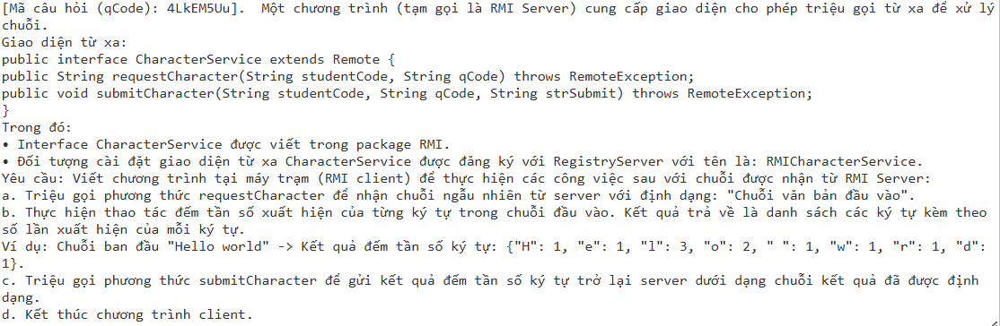 [Mã câu hỏi (qCode): 4LkEM5Uu].  Một chương trình (tạm gọi là RMI Server) cung cấp giao diện cho phép triệu gọi từ xa để xử lý
chuỗi.
Giao diện từ xa:
public interface CharacterService extends Remote {
public String requestCharacter(String studentCode, String qCode) throws RemoteException;
public void submitCharacter(String studentCode, String qCode, String strSubmit) throws RemoteException;
}
Trong đó:
• Interface CharacterService được viết trong package RMI.
• Đối tượng cài đặt giao diện từ xa CharacterService được đăng ký với RegistryServer với tên là: RMICharacterService.
Yêu cầu: Viết chương trình tại máy trạm (RMI client) để thực hiện các công việc sau với chuỗi được nhận từ RMI Server:
a. Triệu gọi phương thức requestCharacter để nhận chuỗi ngẫu nhiên từ server với định dạng: "Chuỗi văn bản đầu vào".
b. Thực hiện thao tác đếm tần số xuất hiện của từng ký tự trong chuỗi đầu vào. Kết quả trả về là danh sách các ký tự kèm theo
số lần xuất hiện của mỗi ký tự.
Ví dụ: Chuỗi ban đầu "Hello world" -> Kết quả đếm tần số ký tự: {"H": 1, "e": 1, "l": 3, "o": 2, " ": 1, "w": 1, "r": 1, "d":
1}.
c. Triệu gọi phương thức submitCharacter để gửi kết quả đếm tần số ký tự trở lại server dưới dạng chuỗi kết quả đã được định
dạng.
d. Kết thúc chương trình client.